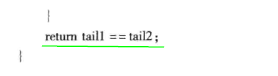 }
return tail1 == tail2;
}